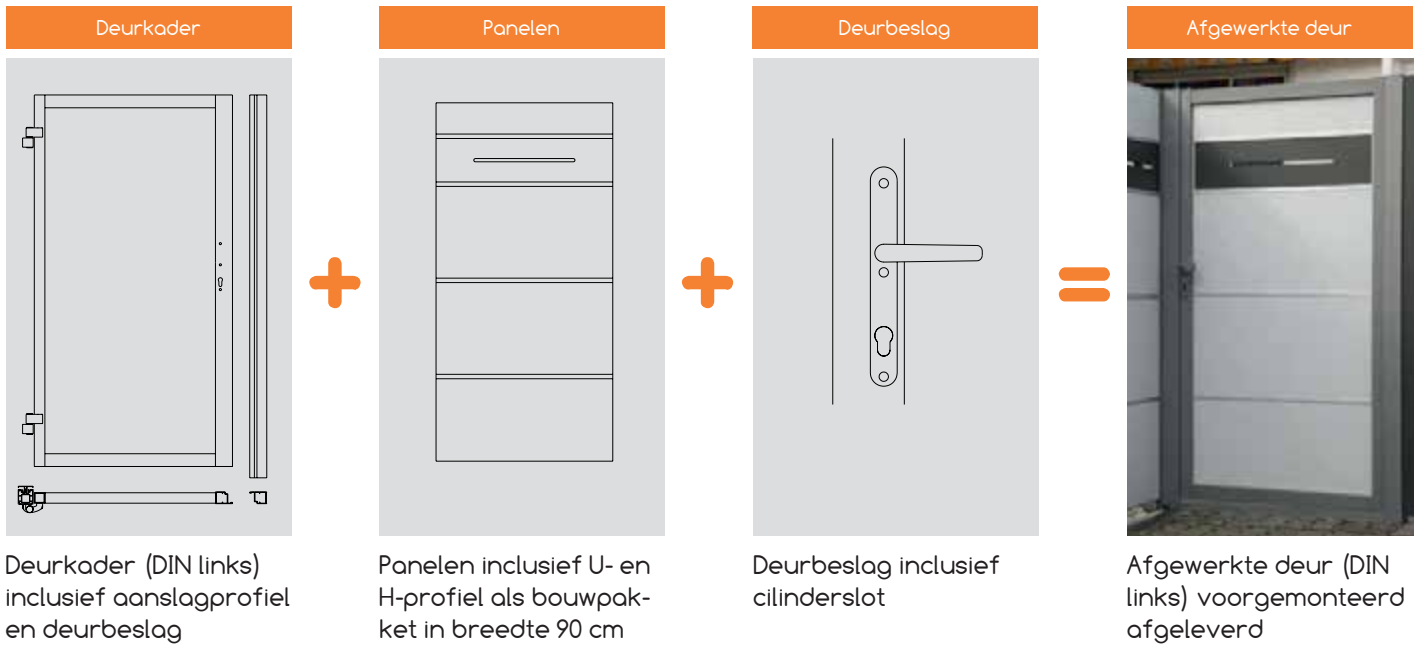 Deurkader
Panelen
Deurbeslag
Afgewerkte deur
Deurkader (DIN links)
inclusief aanslagprofiel
en deurbeslag
Panelen inclusief U- en
H-profiel als bouwpak-
ket in breedte 90 cm
Deurbeslag inclusief
cilinderslot
Afgewerkte deur (DIN
links) voorgemonteerd
afgeleverd